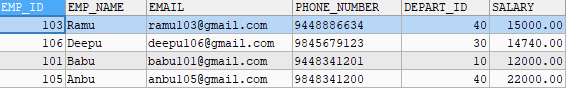 EMP_ID EMP_NAME EMAIL PHONE_NUMBER DEPART_ID SALARY
103 Ramu ramu103@gmail.com 9448886634 40 15000.00
106 Deepu deepu106@gmail.com 9845679123 30 14740.00
101 Babu babu101@gmail.com 9448341201 10 12000.00
105 Anbu anbu105@gmail.com 9848341200 40 22000.00